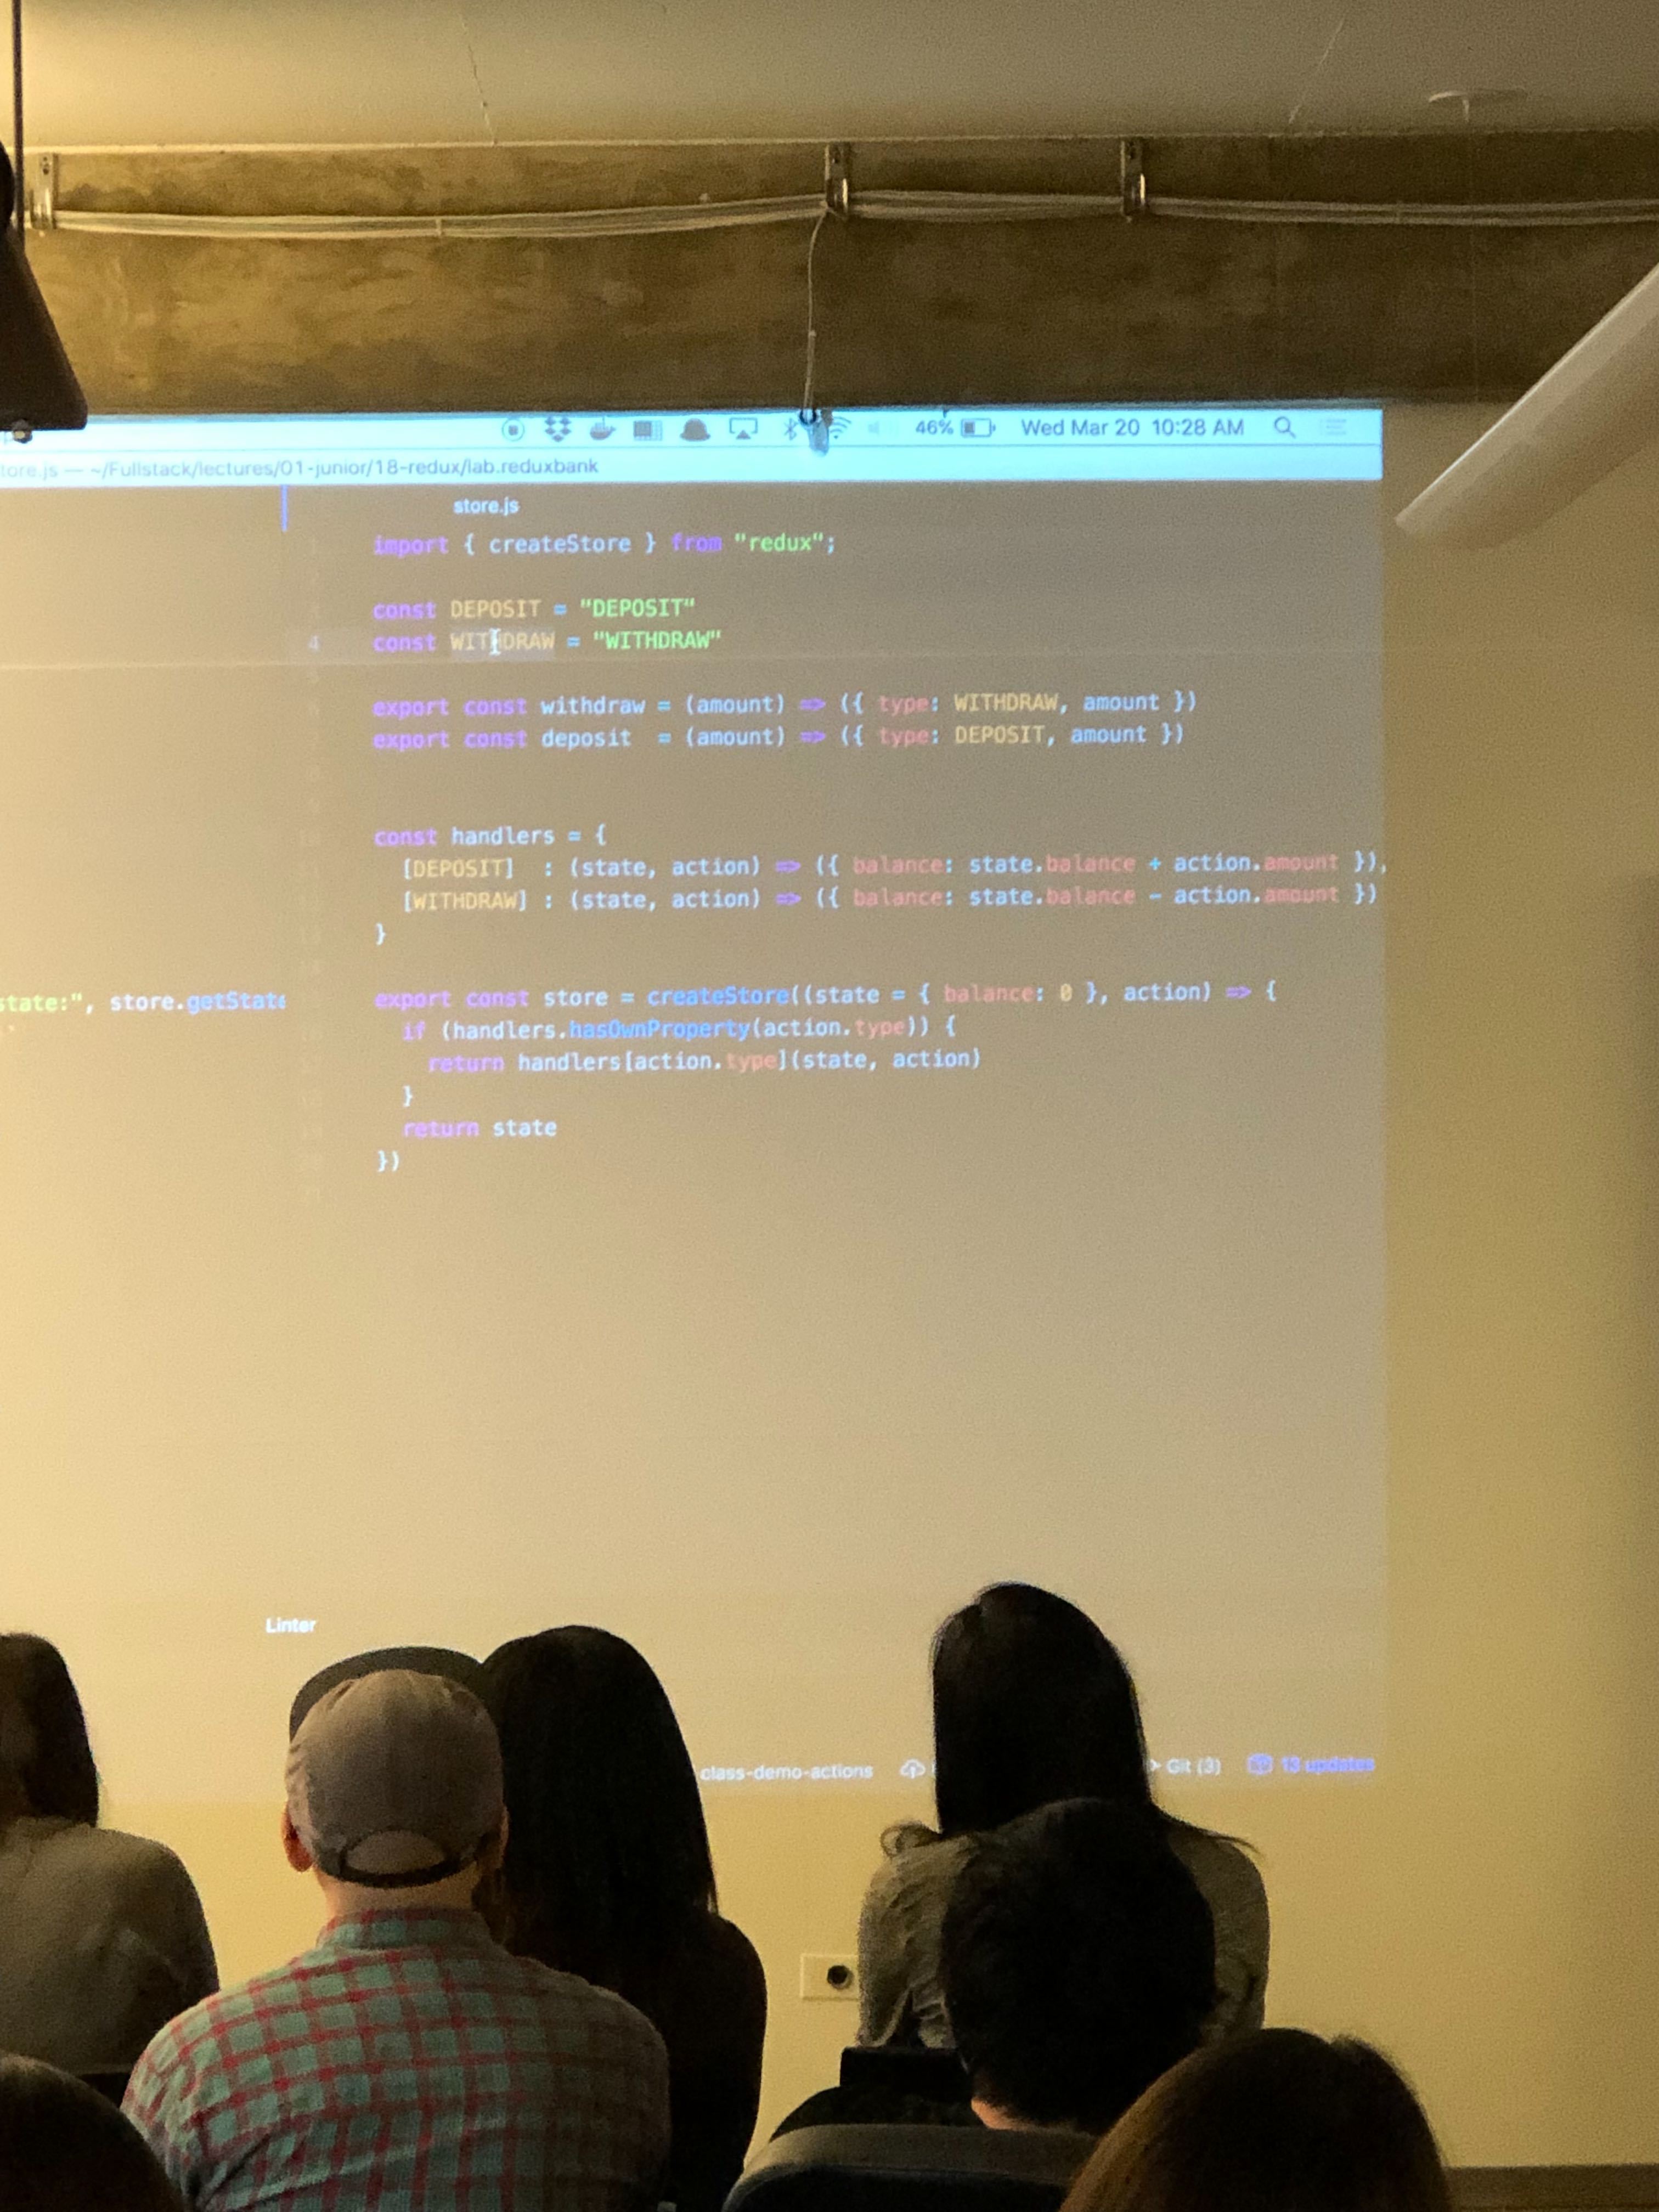 46% Wed Mar 20 10:28 AM
tore.js — ~/Fullstack/lectures/01-junior/18-redux/lab.reduxbank
store.js
import { createStore } from "redux";
const DEPOSIT = "DEPOSIT"
4 const WITHDRAW = "WITHDRAW"
export const withdraw = (amount) => ({ type: WITHDRAW, amount })
export const deposit  = (amount) => ({ type: DEPOSIT, amount })
const handlers = {
[DEPOSIT]  : (state, action) => ({ balance: state.balance + action.amount }),
[WITHDRAW] : (state, action) => ({ balance: state.balance - action.amount })
}
state:", store.getState
export const store = createStore((state = { balance: 0 }, action) => {
if (handlers.hasOwnProperty(action.type)) {
return handlers[action.type](state, action)
}
return state
})
Linter
class-demo-actions Git (3) 13 updates